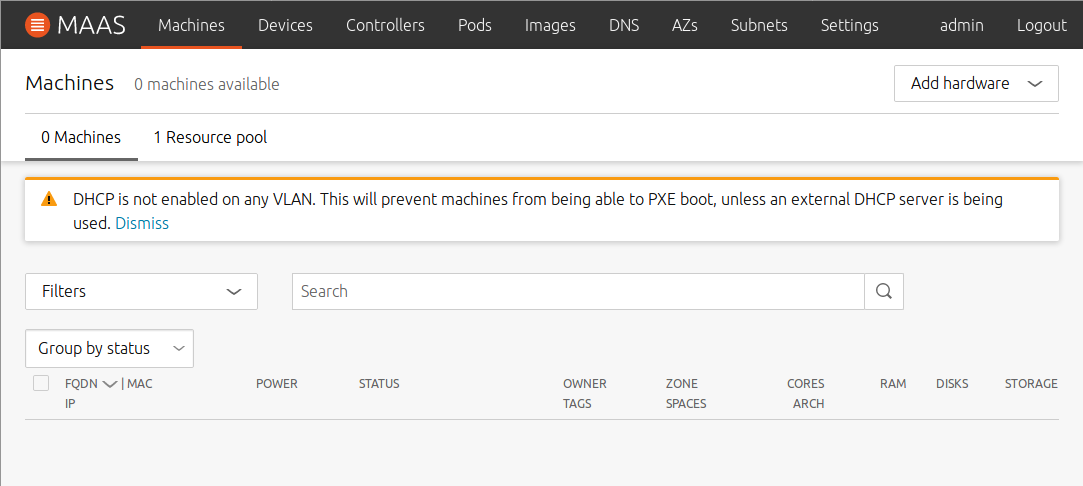 MAAS Machines Devices Controllers Pods Images DNS AZs Subnets Settings admin Logout
Machines 0 machines available Add hardware
0 Machines 1 Resource pool
DHCP is not enabled on any VLAN. This will prevent machines from being able to PXE boot, unless an external DHCP server is being
used. Dismiss
Filters Search
Group by status
FQDN | MAC POWER STATUS OWNER ZONE CORES RAM DISKS STORAGE
IP TAGS SPACES ARCH